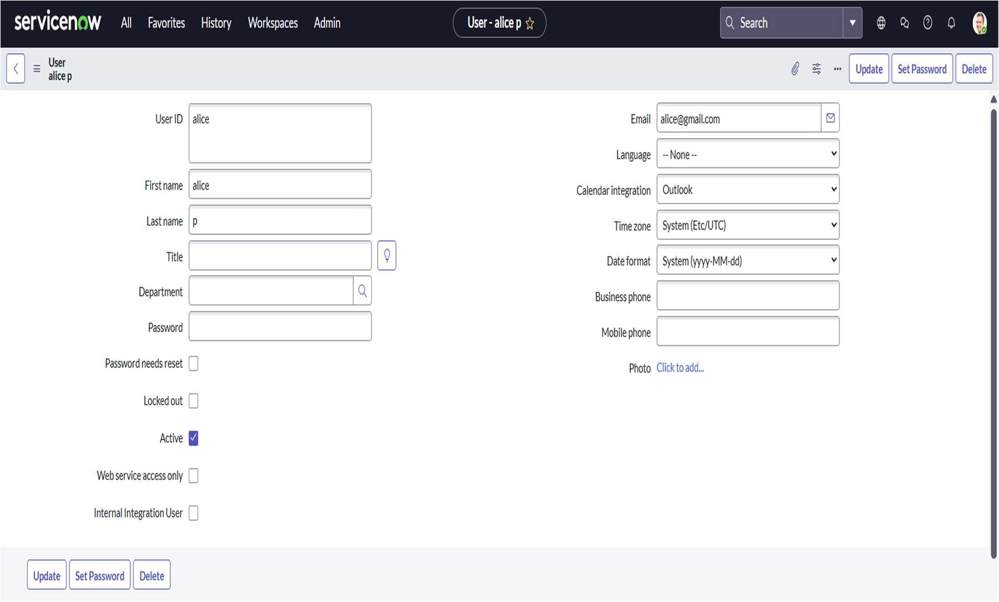 servicenow All Favorites History Workspaces Admin User - alice p Search
User
alice p
Update Set Password Delete
User ID alice
First name alice
Last name p
Title
Department
Password
Password needs reset
Locked out
Active
Web service access only
Internal Integration User
Email alice@gmail.com
Language -- None --
Calendar integration Outlook
Time zone System (Etc/UTC)
Date format System (yyyy-MM-dd)
Business phone
Mobile phone
Photo Click to add...
Update Set Password Delete